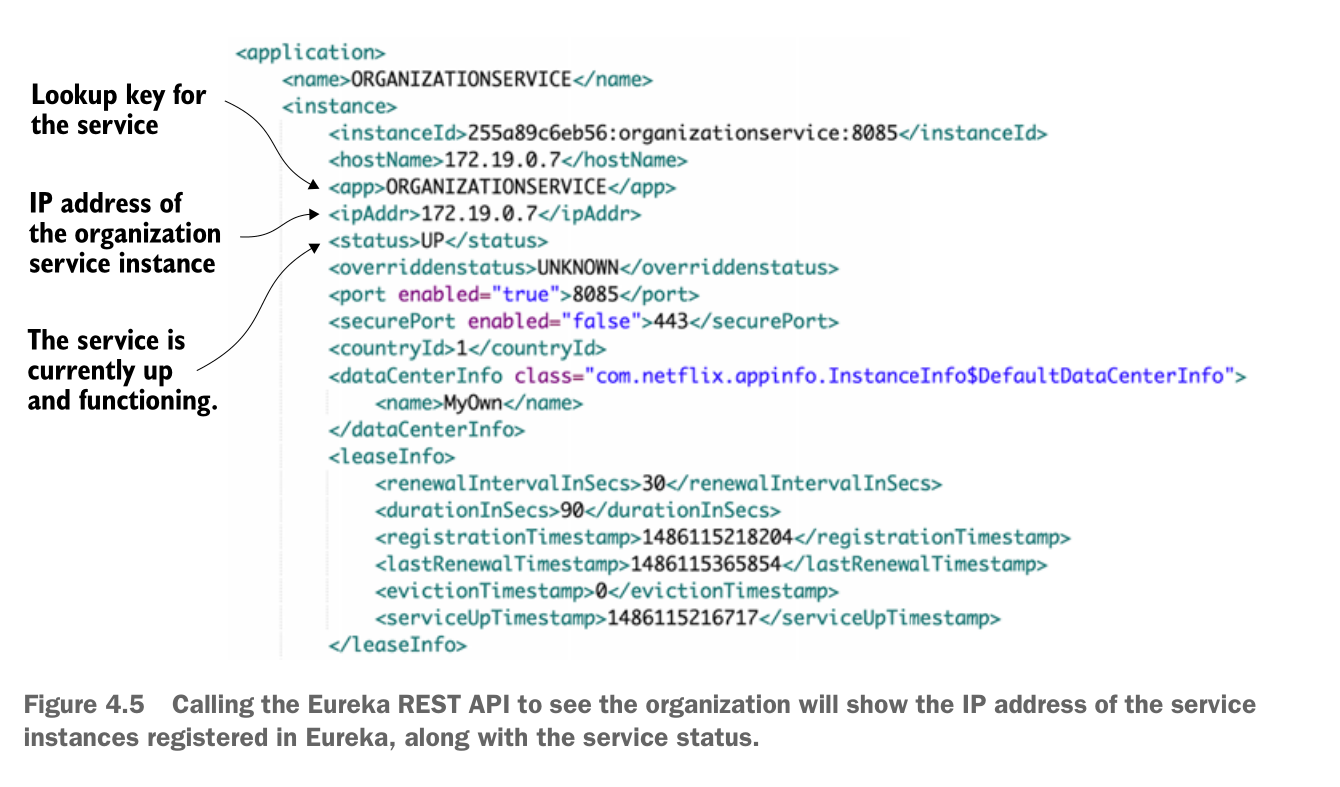 <application>
<name>ORGANIZATIONSERVICE</name>
Lookup key for
the service
<instance>
<instanceId>255a89c6eb56:organizationservice:8085</instanceId>
<hostName>172.19.0.7</hostName>
<app>ORGANIZATIONSERVICE</app>
IP address of
the organization
service instance
<ipAddr>172.19.0.7</ipAddr>
<status>UP</status>
<overriddenstatus>UNKNOWN</overriddenstatus>
<port enabled="true">8085</port>
<securePort enabled="false">443</securePort>
The service is
currently up
and functioning.
<countryId>1</countryId>
<dataCenterInfo class="com.netflix.appinfo.InstanceInfo$DefaultDataCenterInfo">
<name>MyOwn</name>
</dataCenterInfo>
<leaseInfo>
<renewalIntervalInSecs>30</renewalIntervalInSecs>
<durationInSecs>90</durationInSecs>
<registrationTimestamp>1486115218204</registrationTimestamp>
<lastRenewalTimestamp>1486115365854</lastRenewalTimestamp>
<evictionTimestamp>0</evictionTimestamp>
<serviceUpTimestamp>1486115216717</serviceUpTimestamp>
</leaseInfo>
Figure 4.5 Calling the Eureka REST API to see the organization will show the IP address of the service
instances registered in Eureka, along with the service status.